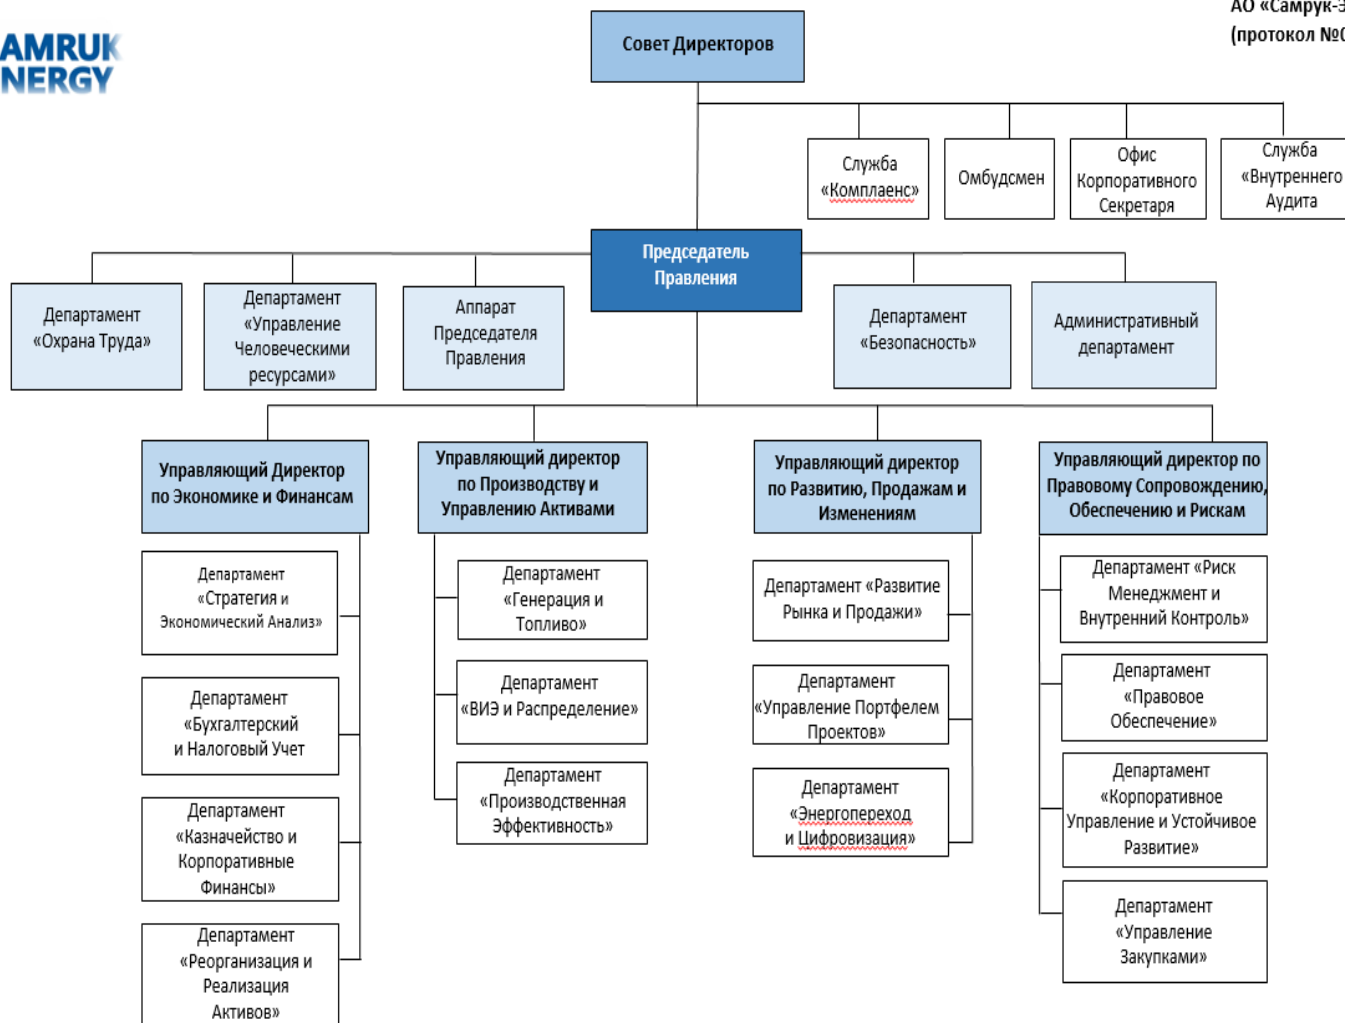 АО «Самрук-Э
(протокол №0
AMRUK
NERGY
Совет Директоров
Служба
«Комплаенс»
Омбудсмен
Офис
Корпоративного
Секретаря
Служба
«Внутреннего
Аудита
Председатель
Правления
Департамент
«Охрана Труда»
Департамент
«Управление
Человеческими
ресурсами»
Аппарат
Председателя
Правления
Департамент
«Безопасность»
Административный
департамент
Управляющий Директор
по Экономике и Финансам
Департамент
«Стратегия и
Экономический Анализ»
Департамент
«Бухгалтерский
и Налоговый Учет
Департамент
«Казначейство и
Корпоративные
Финансы»
Департамент
«Реорганизация и
Реализация
Активов»
Управляющий директор
по Производству и
Управлению Активами
Департамент
«Генерация и
Топливо»
Департамент
«ВИЭ и Распределение»
Департамент
«Производственная
Эффективность»
Управляющий директор
по Развитию, Продажам и
Изменениям
Департамент «Развитие
Рынка и Продажи»
Департамент
«Управление Портфелем
Проектов»
Департамент
«Энергопереход
и Цифровизация»
Управляющий директор по
Правовому Сопровождению,
Обеспечению и Рискам
Департамент «Риск
Менеджмент и
Внутренний Контроль»
Департамент
«Правовое
Обеспечение»
Департамент
«Корпоративное
Управление и Устойчивое
Развитие»
Департамент
«Управление
Закупками»